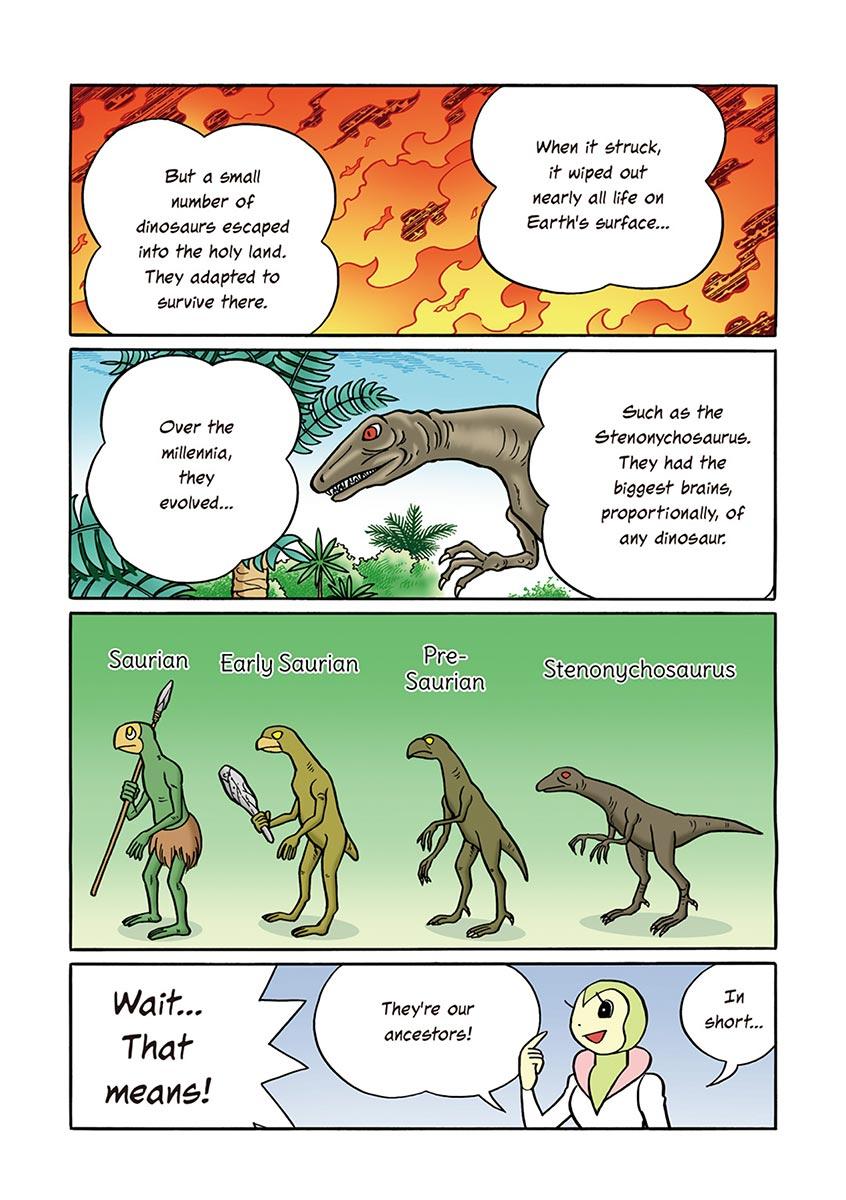 When it struck,
it wiped out
nearly all life on
Earth's surface...
But a small
number of
dinosaurs escaped
into the holy land.
They adapted to
survive there.
Such as the
Stenonychosaurus.
They had the
biggest brains,
proportionally, of
any dinosaur.
Over the
millennia,
they
evolved...
Stenonychosaurus
Pre-
Saurian
Early Saurian
Saurian
In
short...
They're our
ancestors!
Wait...
That
means!